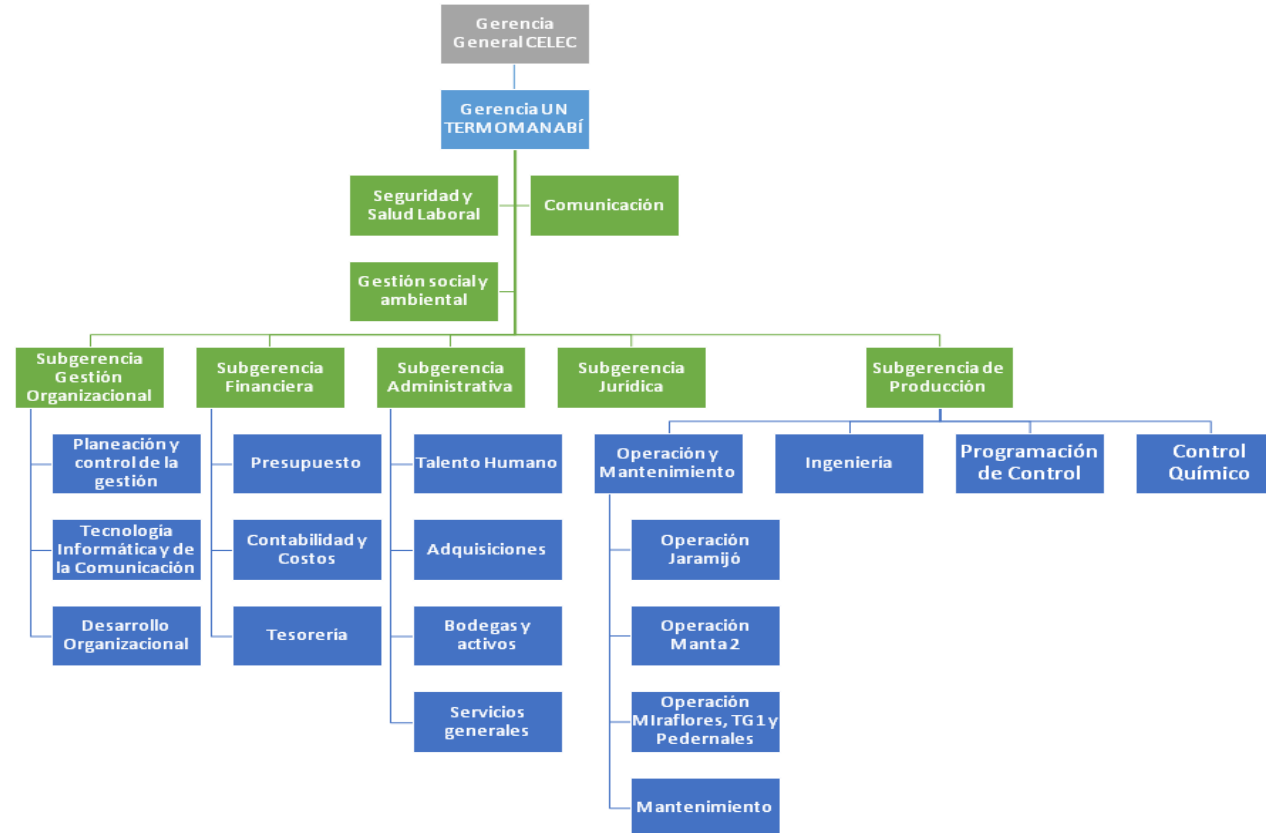 Gerencia
General CELEC
Gerencia UN
TERMOMANABÍ
Seguridad y
Salud Laboral
Comunicación
Gestión social y
ambiental
Subgerencia
Gestión
Organizacional
Subgerencia
Financiera
Subgerencia
Administrativa
Subgerencia
Jurídica
Subgerencia de
Producción
Planeación y
control de la
gestión
Presupuesto
Talento Humano
Operación y
Mantenimiento
Ingeniería
Programación
de Control
Control
Químico
Tecnología
Informática y de
la Comunicación
Contabilidad y
Costos
Adquisiciones
Operación
Jaramijó
Desarrollo
Organizacional
Tesorería
Bodegas y
activos
Operación
Manta 2
Servicios
generales
Operación
MIraflores, TG1 y
Pedernales
Mantenimiento